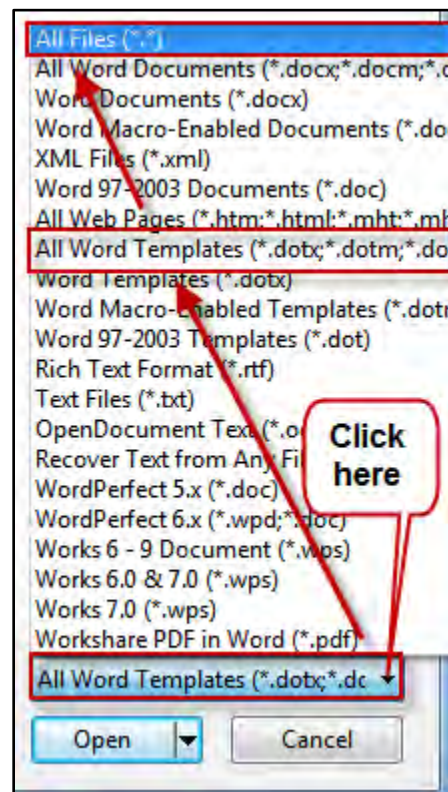 All Files (*.*)
All Word Documents (*.docx;*.docm;*.d
Word Documents (*.docx)
Word Macro-Enabled Documents (*.do
XML Files (*.xml)
Word 97-2003 Documents (*.doc)
All Web Pages (*.htm;*.html;*.mht;*.mh
All Word Templates (*.dotx;*.dotm;*.do
Word Templates (*.dotx)
Word Macro-Enabled Templates (*.dotm
Word 97-2003 Templates (*.dot)
Rich Text Format (*.rtf)
Text Files (*.txt)
OpenDocument Text (*.o
Recover Text from Any Fil
WordPerfect 5.x (*.doc)
WordPerfect 6.x (*.wpd;*.doc)
Works 6 - 9 Document (*.wps)
Works 6.0 & 7.0 (*.wps)
Works 7.0 (*.wps)
Workshare PDF in Word (*.pdf)
Click
here
All Word Templates (*.dotx;*.dc
Open
Cancel